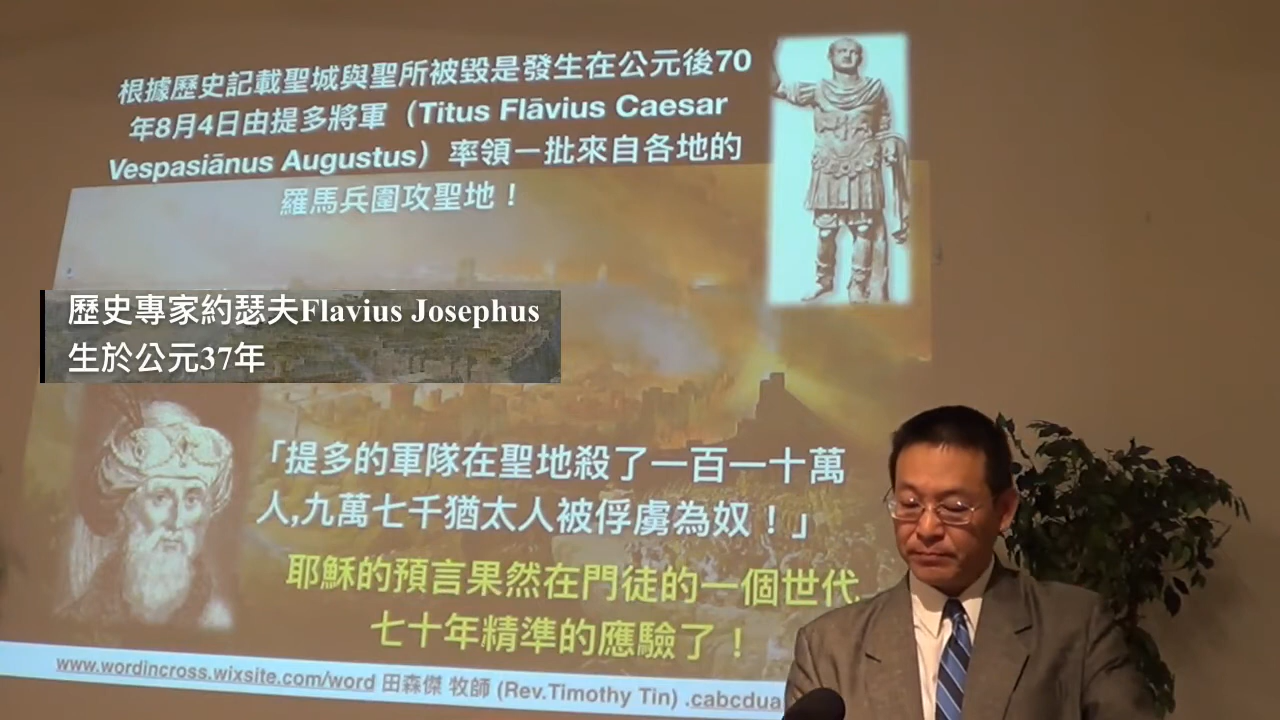 根據歷史記載聖城與聖所被毀是發生在公元後70
年8月4日由提多將軍（Titus Flāvius Caesar
Vespasiānus Augustus）率領一批來自各地的
羅馬兵圍攻聖地！
歷史專家約瑟夫Flavius Josephus
生於公元37年
「提多的軍隊在聖地殺了一百一十萬
人,九萬七千猶太人被俘虜為奴！」
耶穌的預言果然在門徒的一個世代
七十年精準的應驗了！
www.wordincross.wixsite.com/word 田森傑 牧師 (Rev.Timothy Tin) .cabcdua